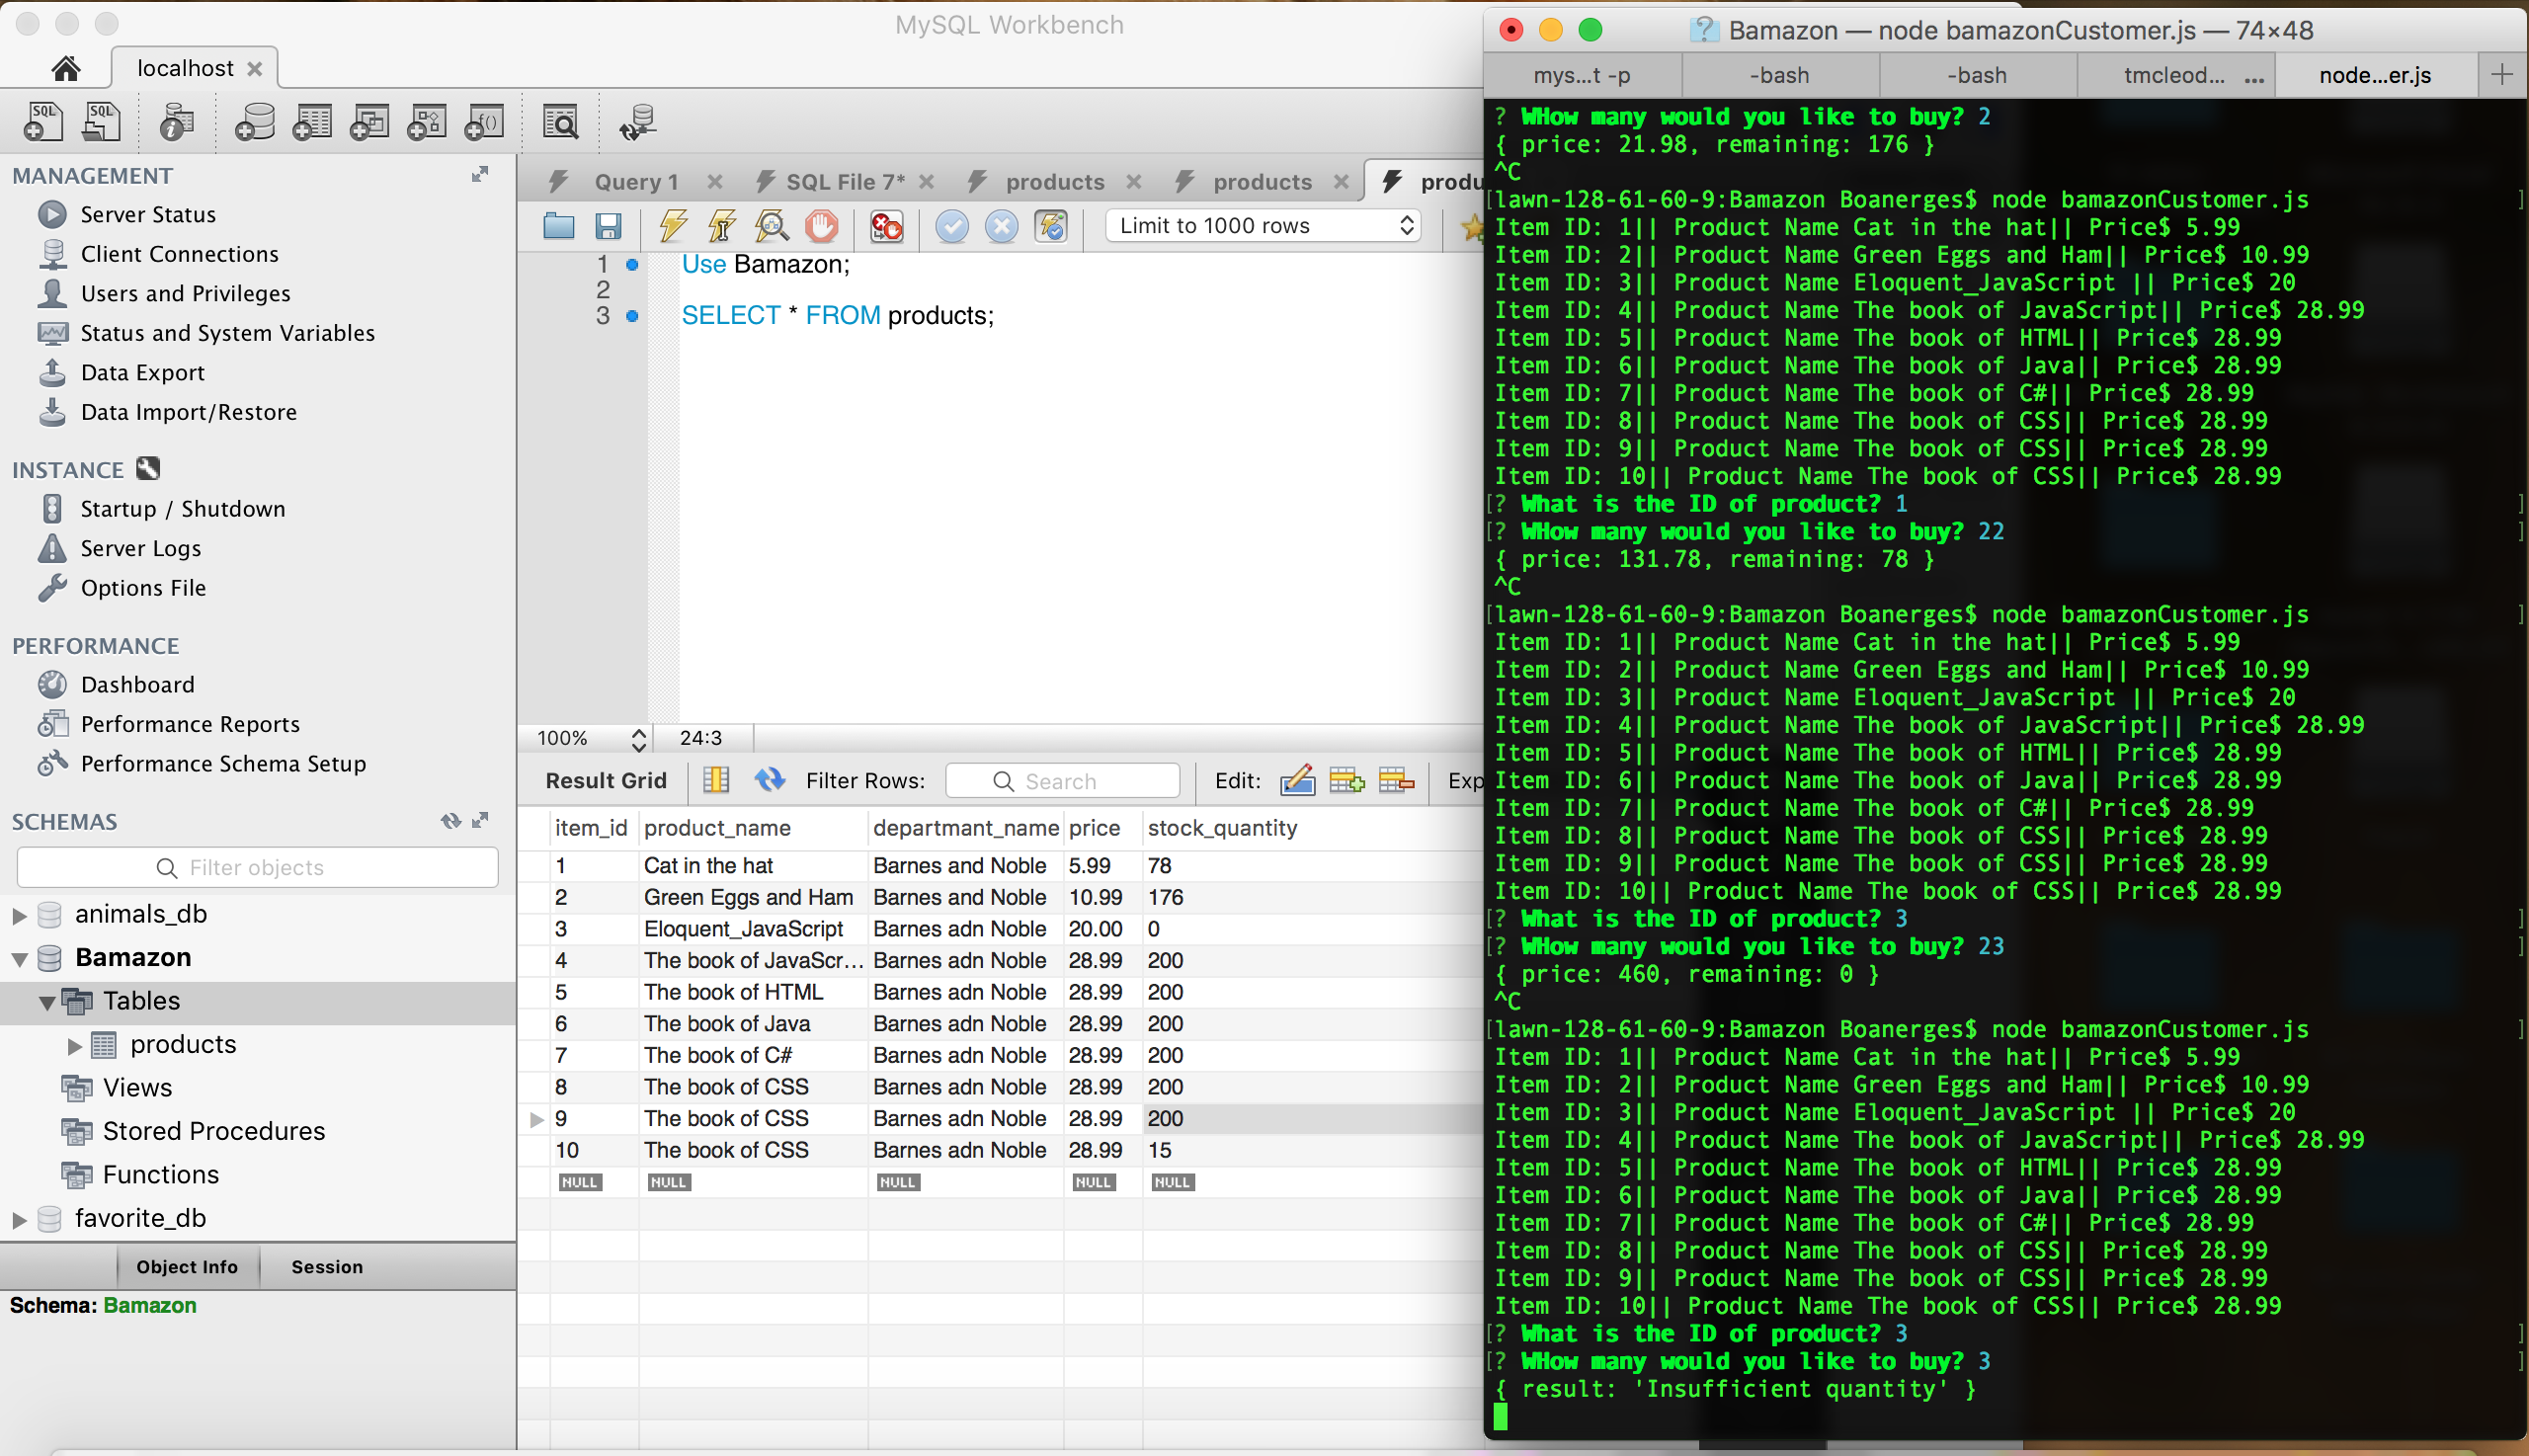 MySQL Workbench
localhost
MANAGEMENT
Server Status
Client Connections
Users and Privileges
Status and System Variables
Data Export
Data Import/Restore
INSTANCE
Startup / Shutdown
Server Logs
Options File
PERFORMANCE
Dashboard
Performance Reports
Performance Schema Setup
SCHEMAS
Filter objects
animals_db
Bamazon
Tables
products
Views
Stored Procedures
Functions
favorite_db
Object Info Session
Schema: Bamazon
Query 1 SQL File 7* products products produ
Limit to 1000 rows
1 Use Bamazon;
2
3 SELECT * FROM products;
100% 24:3
Result Grid Filter Rows: Search Edit: Exp
item_id product_name departmant_name price stock_quantity
1 Cat in the hat Barnes and Noble 5.99 78
2 Green Eggs and Ham Barnes and Noble 10.99 176
3 Eloquent_JavaScript Barnes adn Noble 20.00 0
4 The book of JavaScr... Barnes adn Noble 28.99 200
5 The book of HTML Barnes adn Noble 28.99 200
6 The book of Java Barnes adn Noble 28.99 200
7 The book of C# Barnes adn Noble 28.99 200
8 The book of CSS Barnes adn Noble 28.99 200
9 The book of CSS Barnes adn Noble 28.99 200
10 The book of CSS Barnes adn Noble 28.99 15
NULL NULL NULL NULL NULL
Bamazon — node bamazonCustomer.js — 74×48
mys...t -p -bash -bash tmcleod... ... node...er.js
? WHow many would you like to buy? 2
{ price: 21.98, remaining: 176 }
^C
[lawn-128-61-60-9:Bamazon Boanerges$ node bamazonCustomer.js ]
Item ID: 1|| Product Name Cat in the hat|| Price$ 5.99
Item ID: 2|| Product Name Green Eggs and Ham|| Price$ 10.99
Item ID: 3|| Product Name Eloquent_JavaScript || Price$ 20
Item ID: 4|| Product Name The book of JavaScript|| Price$ 28.99
Item ID: 5|| Product Name The book of HTML|| Price$ 28.99
Item ID: 6|| Product Name The book of Java|| Price$ 28.99
Item ID: 7|| Product Name The book of C#|| Price$ 28.99
Item ID: 8|| Product Name The book of CSS|| Price$ 28.99
Item ID: 9|| Product Name The book of CSS|| Price$ 28.99
Item ID: 10|| Product Name The book of CSS|| Price$ 28.99
[? What is the ID of product? 1 ]
[? WHow many would you like to buy? 22 ]
{ price: 131.78, remaining: 78 }
^C
[lawn-128-61-60-9:Bamazon Boanerges$ node bamazonCustomer.js ]
Item ID: 1|| Product Name Cat in the hat|| Price$ 5.99
Item ID: 2|| Product Name Green Eggs and Ham|| Price$ 10.99
Item ID: 3|| Product Name Eloquent_JavaScript || Price$ 20
Item ID: 4|| Product Name The book of JavaScript|| Price$ 28.99
Item ID: 5|| Product Name The book of HTML|| Price$ 28.99
Item ID: 6|| Product Name The book of Java|| Price$ 28.99
Item ID: 7|| Product Name The book of C#|| Price$ 28.99
Item ID: 8|| Product Name The book of CSS|| Price$ 28.99
Item ID: 9|| Product Name The book of CSS|| Price$ 28.99
Item ID: 10|| Product Name The book of CSS|| Price$ 28.99
[? What is the ID of product? 3 ]
[? WHow many would you like to buy? 23 ]
{ price: 460, remaining: 0 }
^C
[lawn-128-61-60-9:Bamazon Boanerges$ node bamazonCustomer.js ]
Item ID: 1|| Product Name Cat in the hat|| Price$ 5.99
Item ID: 2|| Product Name Green Eggs and Ham|| Price$ 10.99
Item ID: 3|| Product Name Eloquent_JavaScript || Price$ 20
Item ID: 4|| Product Name The book of JavaScript|| Price$ 28.99
Item ID: 5|| Product Name The book of HTML|| Price$ 28.99
Item ID: 6|| Product Name The book of Java|| Price$ 28.99
Item ID: 7|| Product Name The book of C#|| Price$ 28.99
Item ID: 8|| Product Name The book of CSS|| Price$ 28.99
Item ID: 9|| Product Name The book of CSS|| Price$ 28.99
Item ID: 10|| Product Name The book of CSS|| Price$ 28.99
[? What is the ID of product? 3 ]
[? WHow many would you like to buy? 3 ]
{ result: 'Insufficient quantity' }